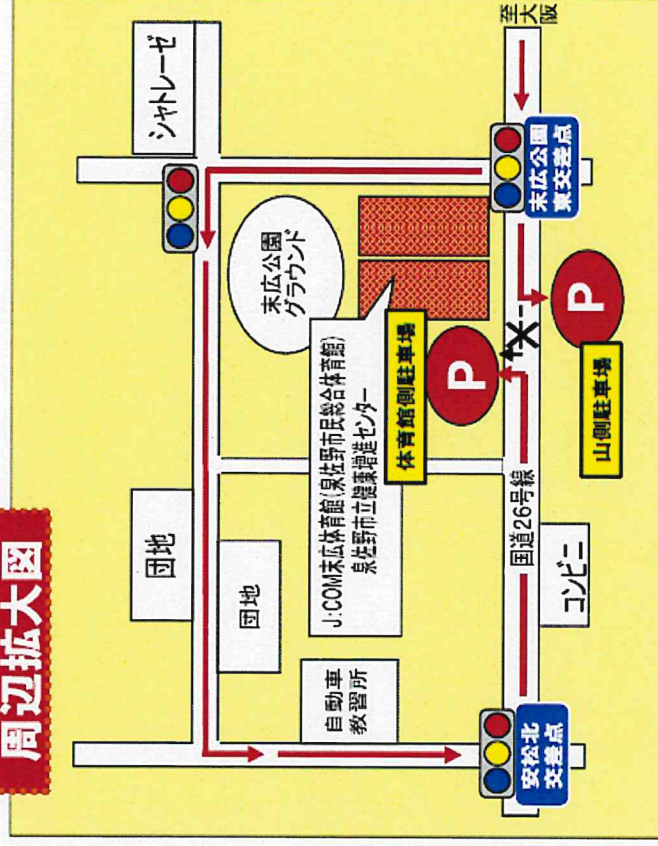 周辺拡大図
シャトレーゼ
至大阪
末広公園
東交差点
末広公園
グラウンド
J:COM末広体育館(泉佐野市民総合体育館)
泉佐野市立健康増進センター
体育館側駐車場
P
P
山側駐車場
国道26号線
コンビニ
団地
団地
自動車
教習所
安松北
交差点